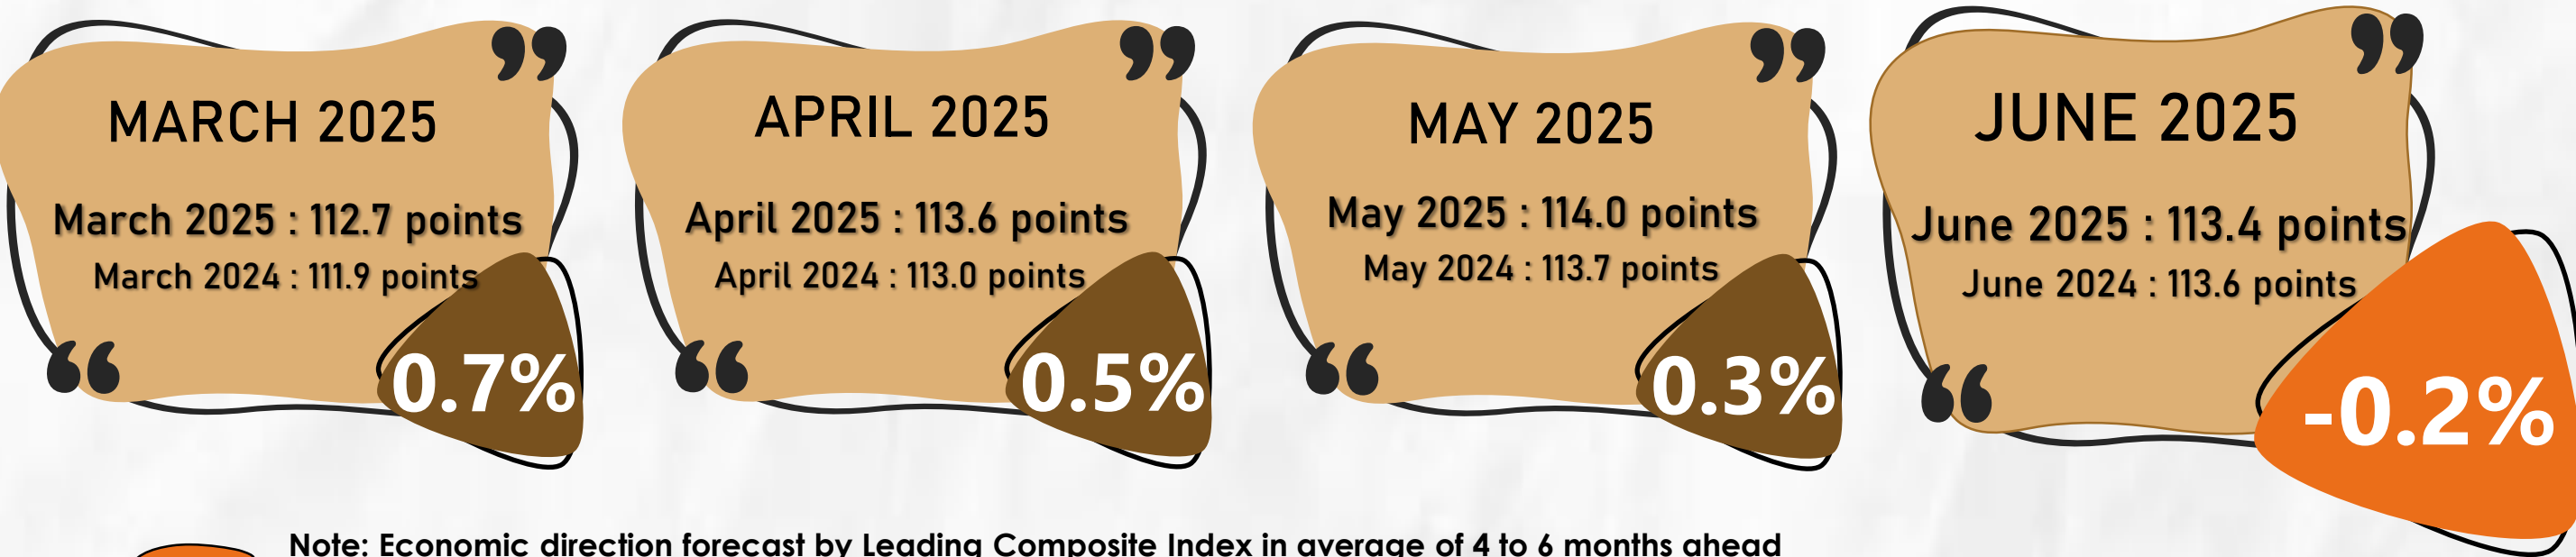 MARCH 2025
March 2025 : 112.7 points
March 2024 : 111.9 points
0.7%
APRIL 2025
April 2025 : 113.6 points
April 2024 : 113.0 points
0.5%
MAY 2025
May 2025 : 114.0 points
May 2024 : 113.7 points
0.3%
JUNE 2025
June 2025 : 113.4 points
June 2024 : 113.6 points
-0.2%
Note: Economic direction forecast by Leading Composite Index in average of 4 to 6 months ahead